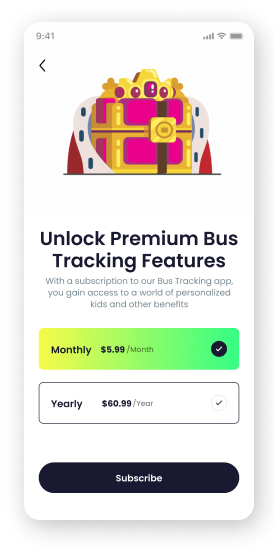 9:41
Unlock Premium Bus
Tracking Features
With a subscription to our Bus Tracking app,
you gain access to a world of personalized
kids and other benefits
Monthly $5.99 /Month
Yearly $60.99 /Year
Subscribe